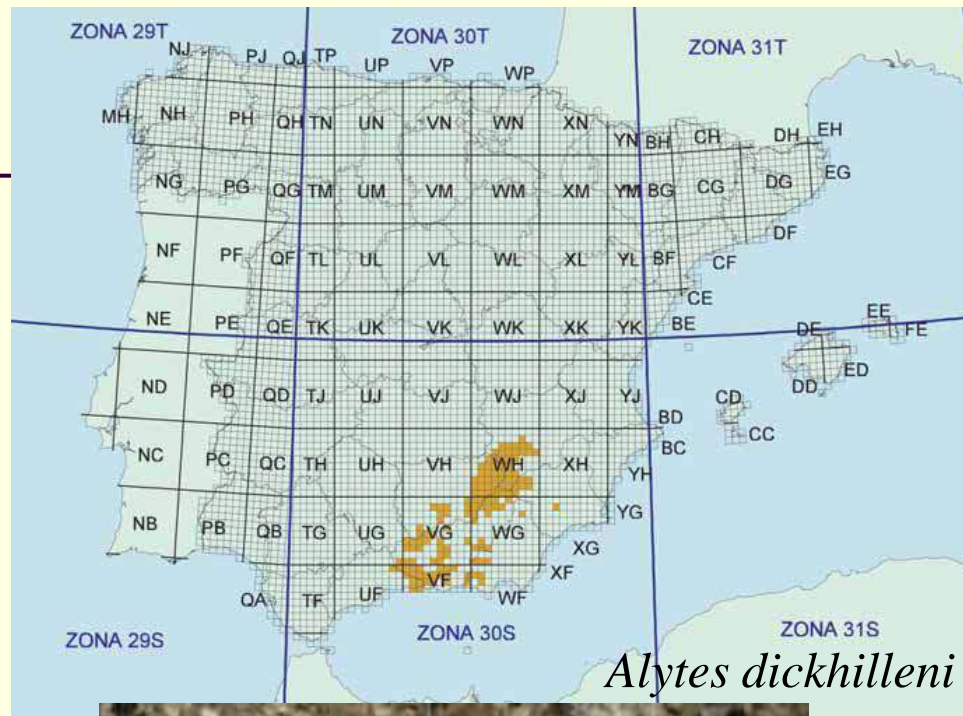 ZONA 29T
ZONA 30T
ZONA 31T
NJ PJ QJ TP UP VP WP
MH NH PH QH TN UN VN WN XN YN BH CH DH EH
NG PG QG TM UM VM WM XM YM BG CG DG EG
NF PF QF TL UL VL WL XL YL BF CF DF
NE PE QE TK UK VK WK XK YK BE CE DE EE FE
ND PD QD TJ UJ VJ WJ XJ YJ BD CD DD ED
NC PC QC TH UH VH WH XH YH BC CC
NB PB QB TG UG VG WG XG YG
QA TF UF VF WF XF
ZONA 29S
ZONA 30S
ZONA 31S
Alytes dickhilleni